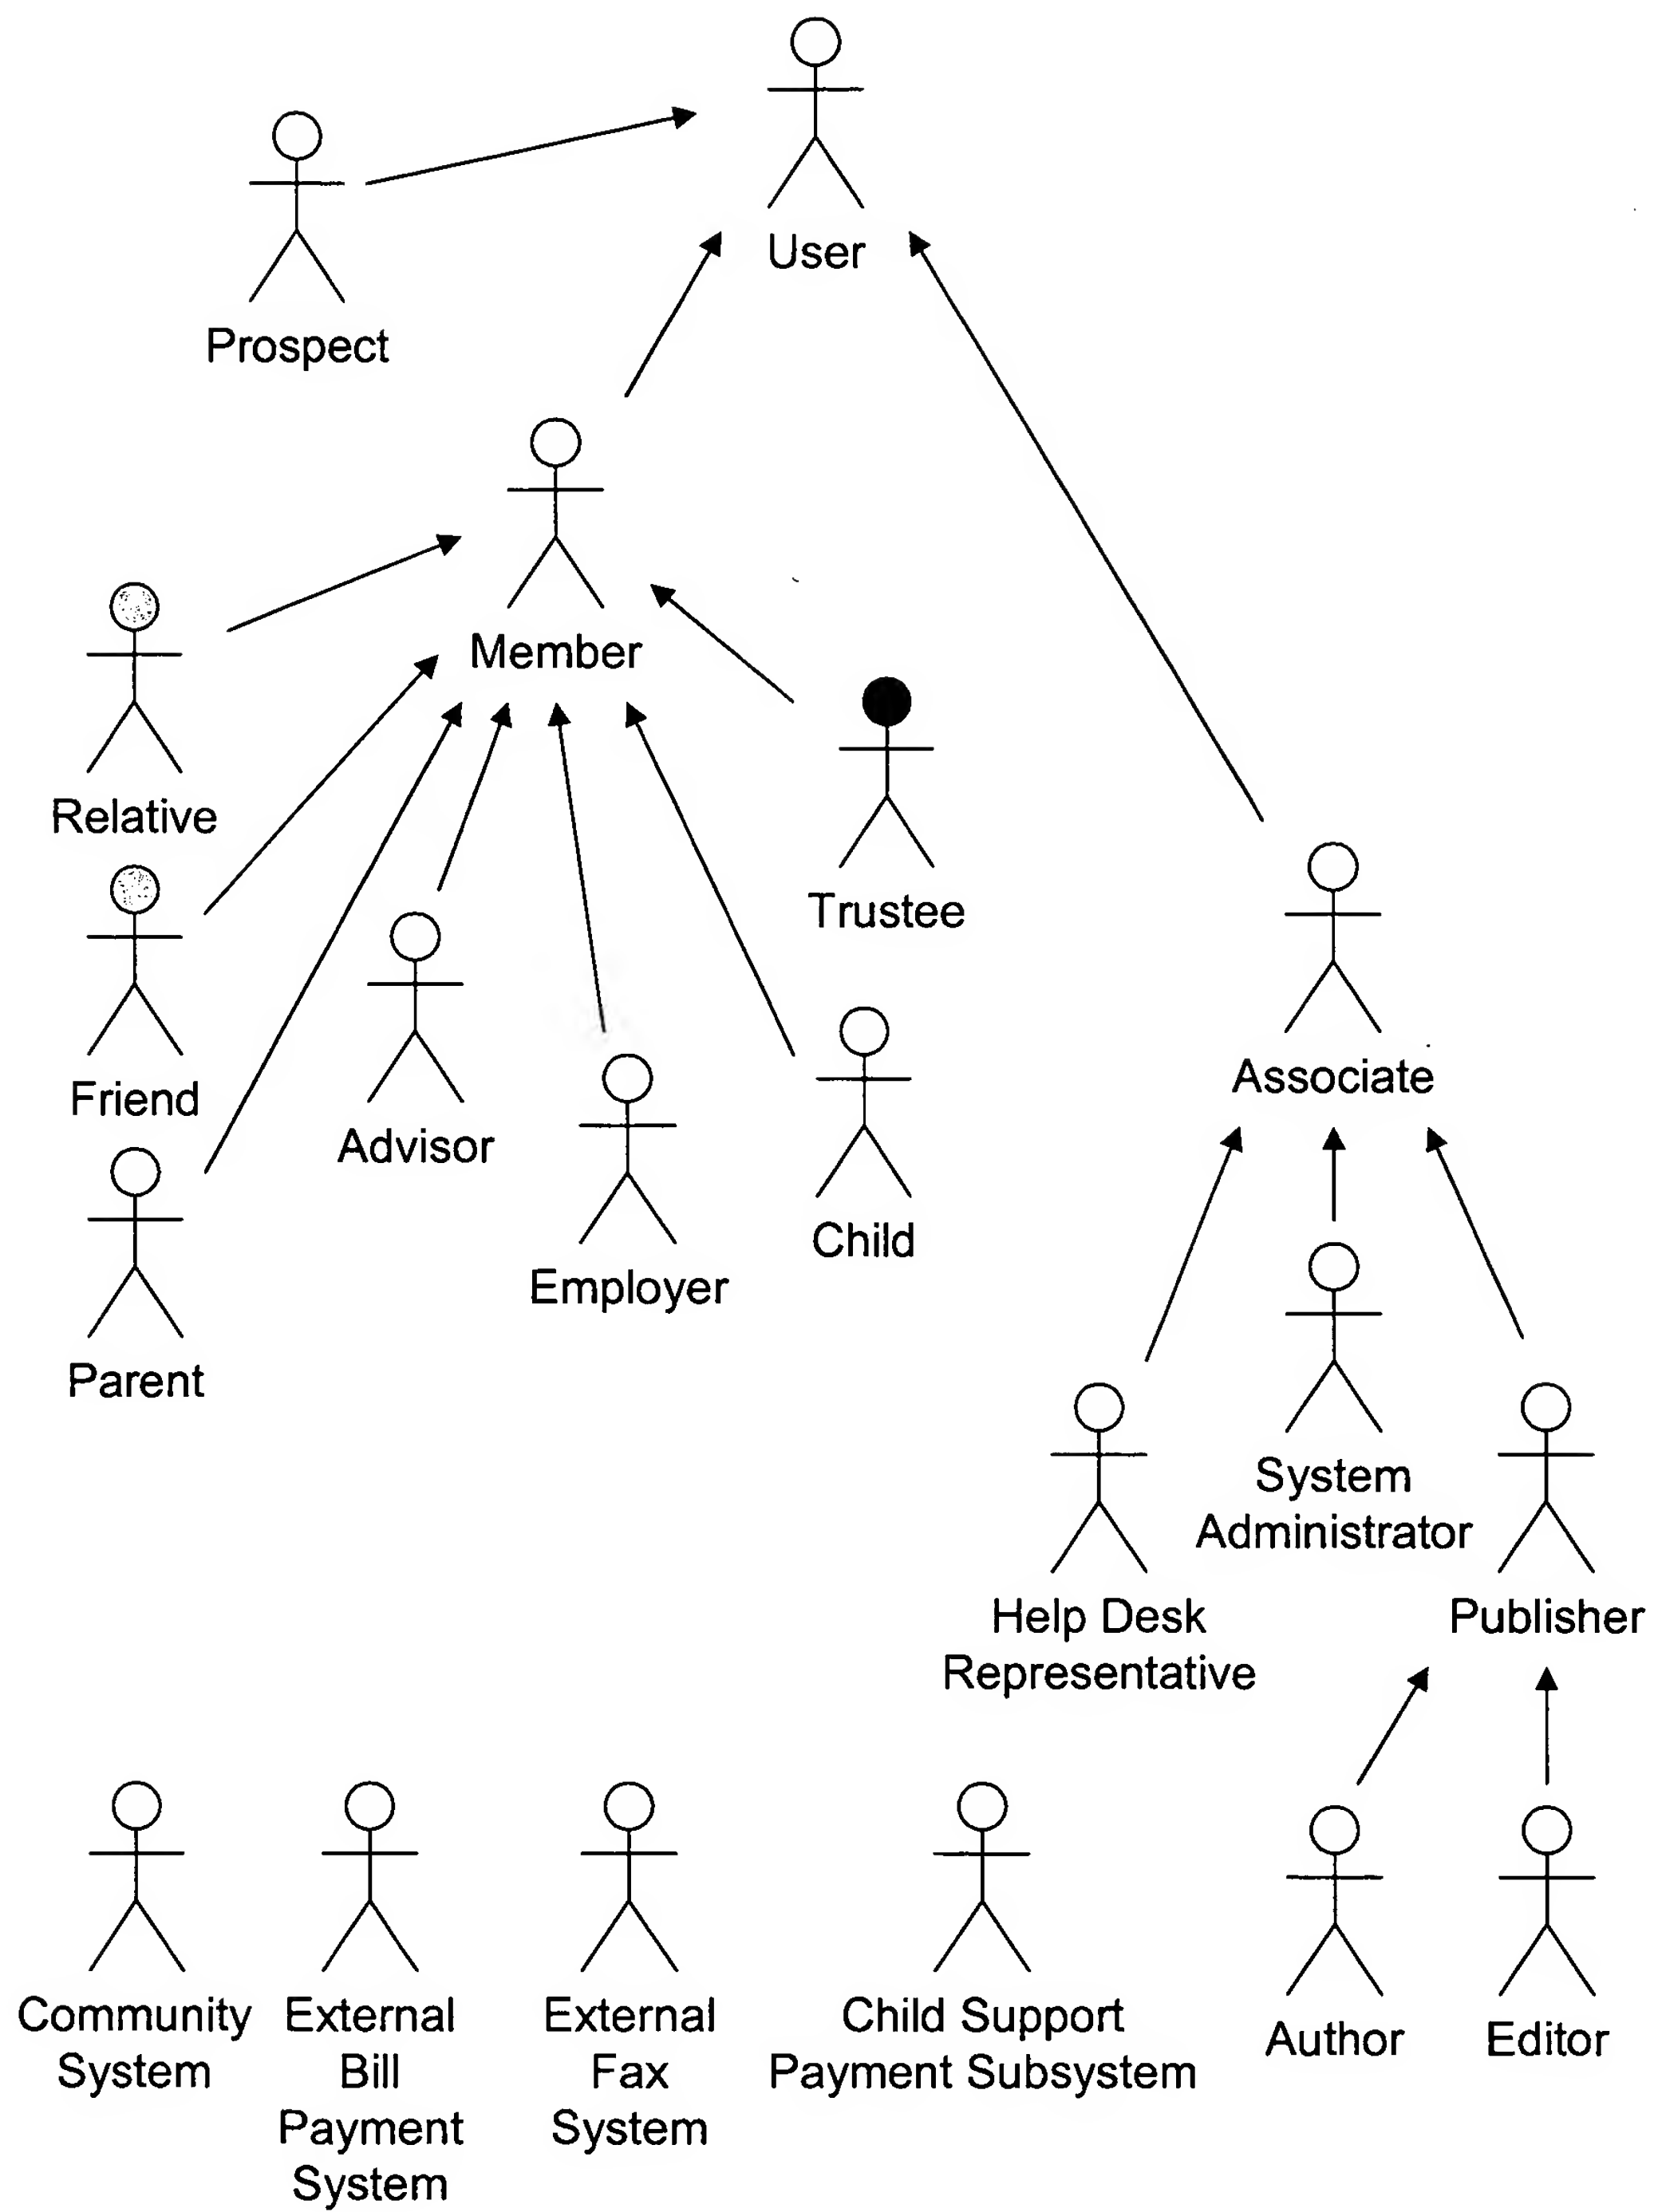 User
Prospect
Member
Relative
Trustee
Friend
Advisor
Associate
Child
Employer
Parent
System
Administrator
Help Desk
Representative
Publisher
Community
System
External
Bill
Payment
System
External
Fax
System
Child Support
Payment Subsystem
Author
Editor